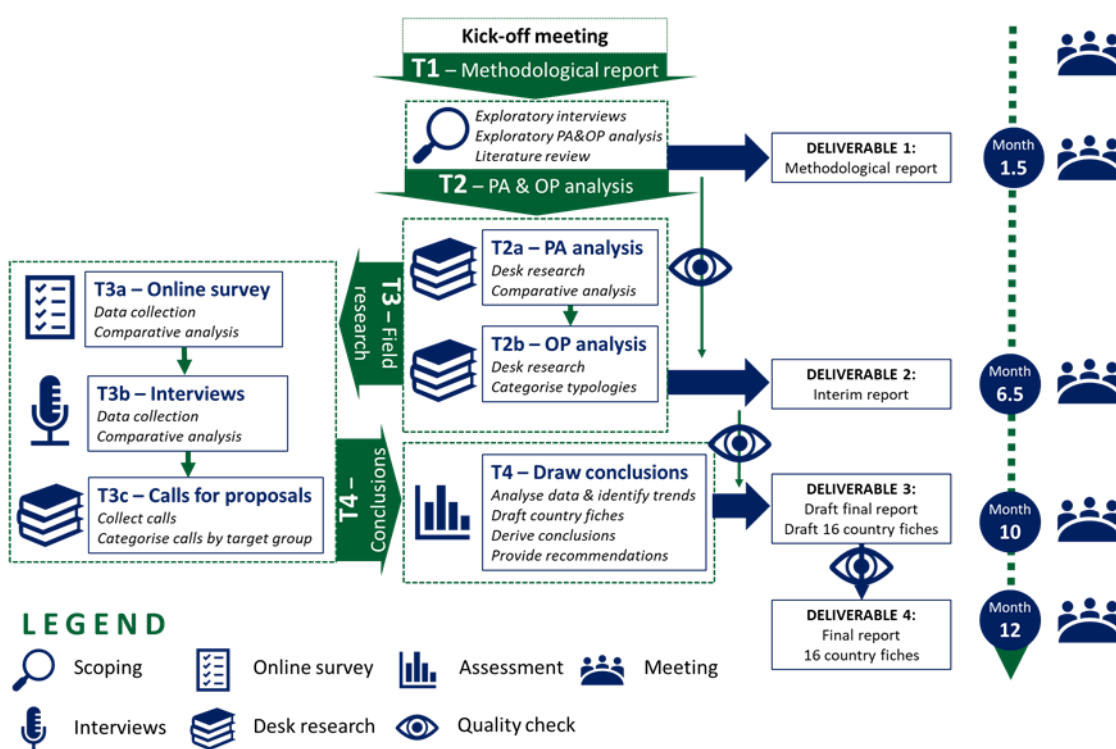 Kick-off meeting
T1 – Methodological report
Exploratory interviews
Exploratory PA&OP analysis
Literature review
DELIVERABLE 1:
Methodological report
Month
1.5
T2 – PA & OP analysis
T2a – PA analysis
Desk research
Comparative analysis
T2b – OP analysis
Desk research
Categorise typologies
DELIVERABLE 2:
Interim report
Month
6.5
T3 – Field
research
T3a – Online survey
Data collection
Comparative analysis
T3b – Interviews
Data collection
Comparative analysis
T3c – Calls for proposals
Collect calls
Categorise calls by target group
T4 –
Conclusions
T4 – Draw conclusions
Analyse data & identify trends
Draft country fiches
Derive conclusions
Provide recommendations
DELIVERABLE 3:
Draft final report
Draft 16 country fiches
Month
10
DELIVERABLE 4:
Final report
16 country fiches
Month
12
LEGEND
Scoping
Online survey
Assessment
Meeting
Interviews
Desk research
Quality check